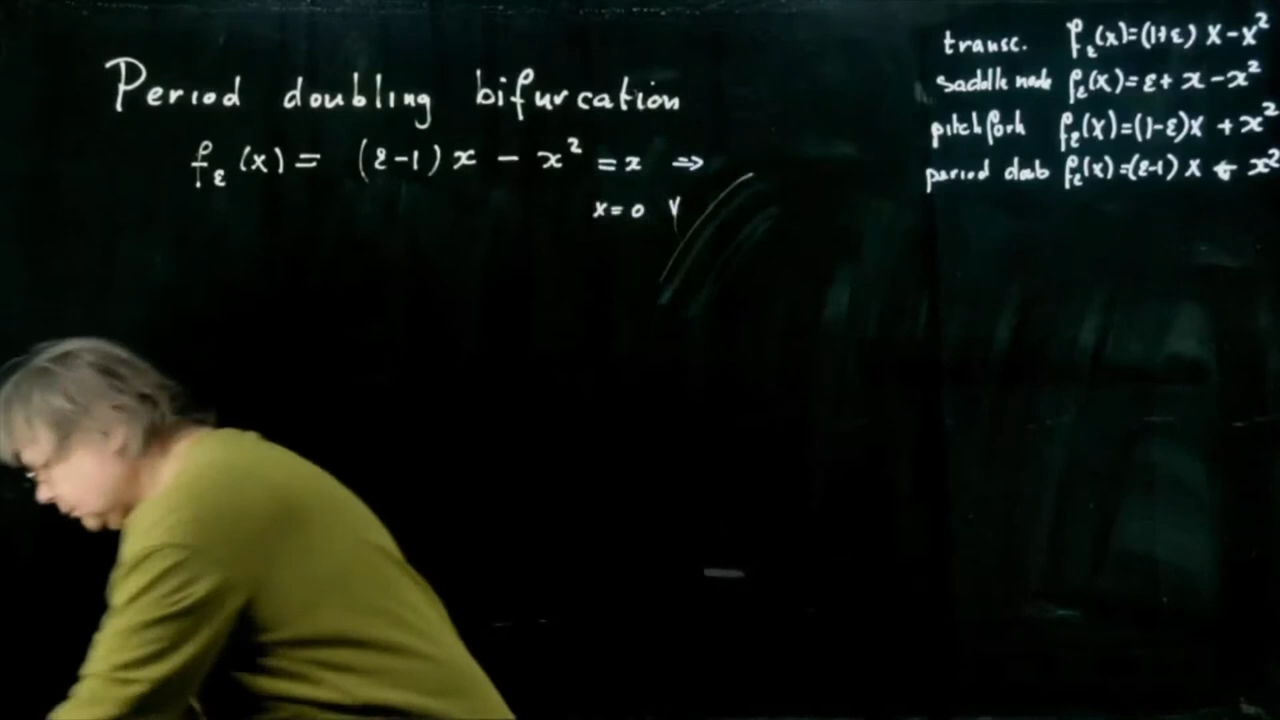 Period doubling bifurcation
f_ε(x) = (ε-1)x - x² = x ⇒
x = 0 ∨
transc. f_ε(x)=(1+ε)x-x²
saddle node f_ε(x)=ε+x-x²
pitchfork f_ε(x)=(1-ε)x+x²
period doub f_ε(x)=(ε-1)x x²